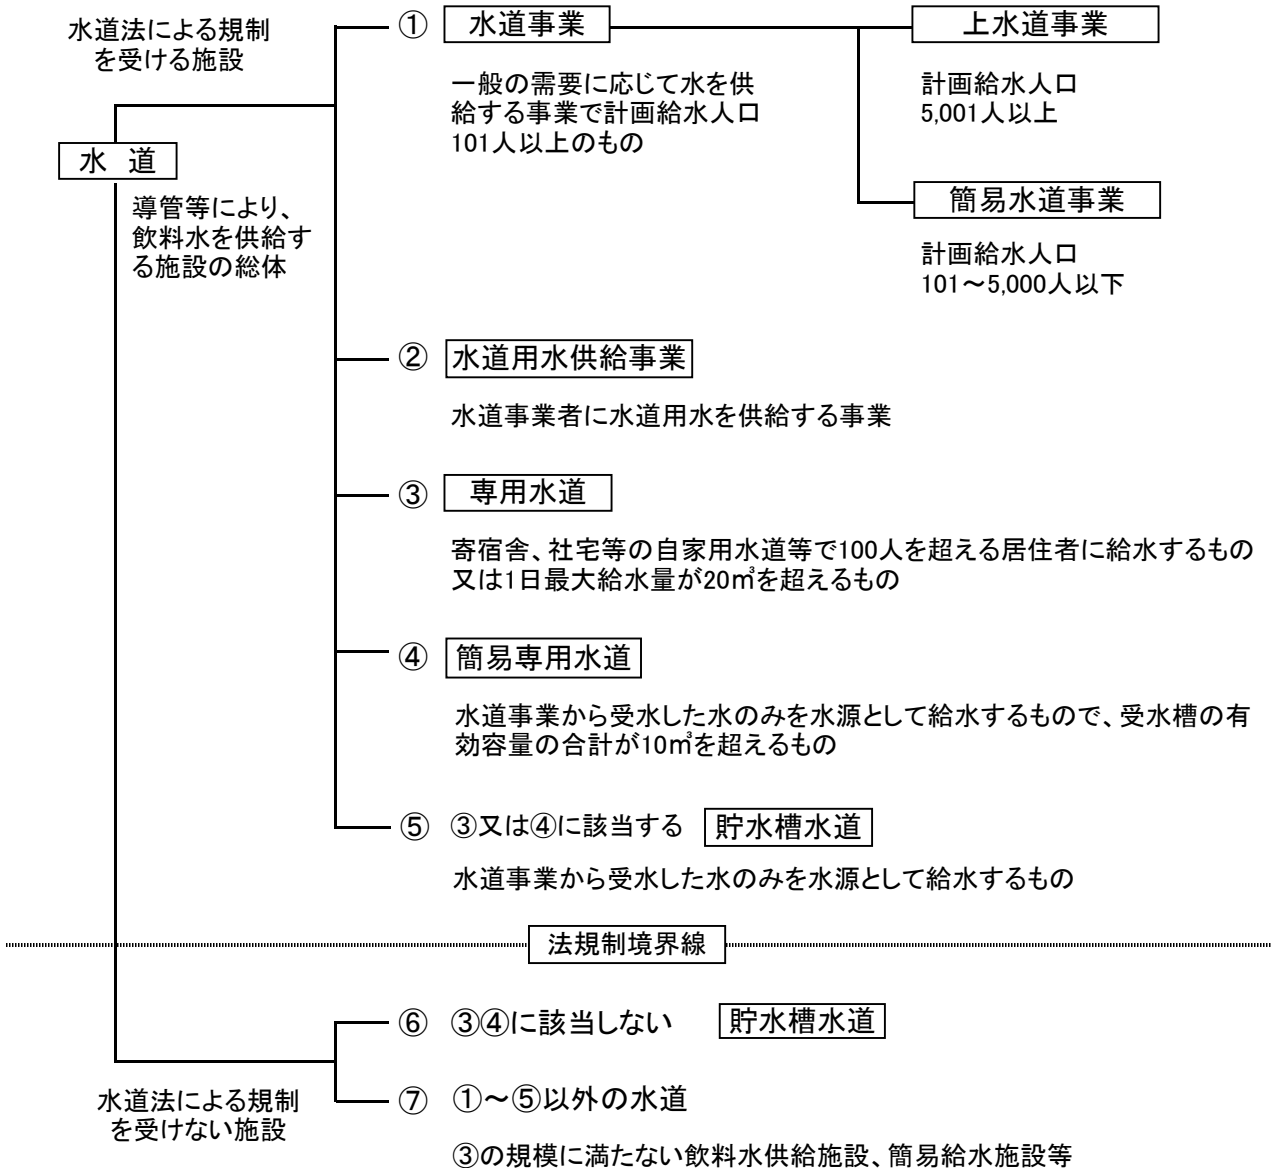 水道法による規制
を受ける施設
① 水道事業
上水道事業
一般の需要に応じて水を供
給する事業で計画給水人口
101人以上のもの
計画給水人口
5,001人以上
水 道
導管等により、
飲料水を供給す
る施設の総体
簡易水道事業
計画給水人口
101~5,000人以下
② 水道用水供給事業
水道事業者に水道用水を供給する事業
③ 専用水道
寄宿舎、社宅等の自家用水道等で100人を超える居住者に給水するもの
又は1日最大給水量が20㎥を超えるもの
④ 簡易専用水道
水道事業から受水した水のみを水源として給水するもので、受水槽の有
効容量の合計が10㎥を超えるもの
⑤ ③又は④に該当する 貯水槽水道
水道事業から受水した水のみを水源として給水するもの
法規制境界線
⑥ ③④に該当しない 貯水槽水道
水道法による規制
を受けない施設
⑦ ①~⑤以外の水道
③の規模に満たない飲料水供給施設、簡易給水施設等